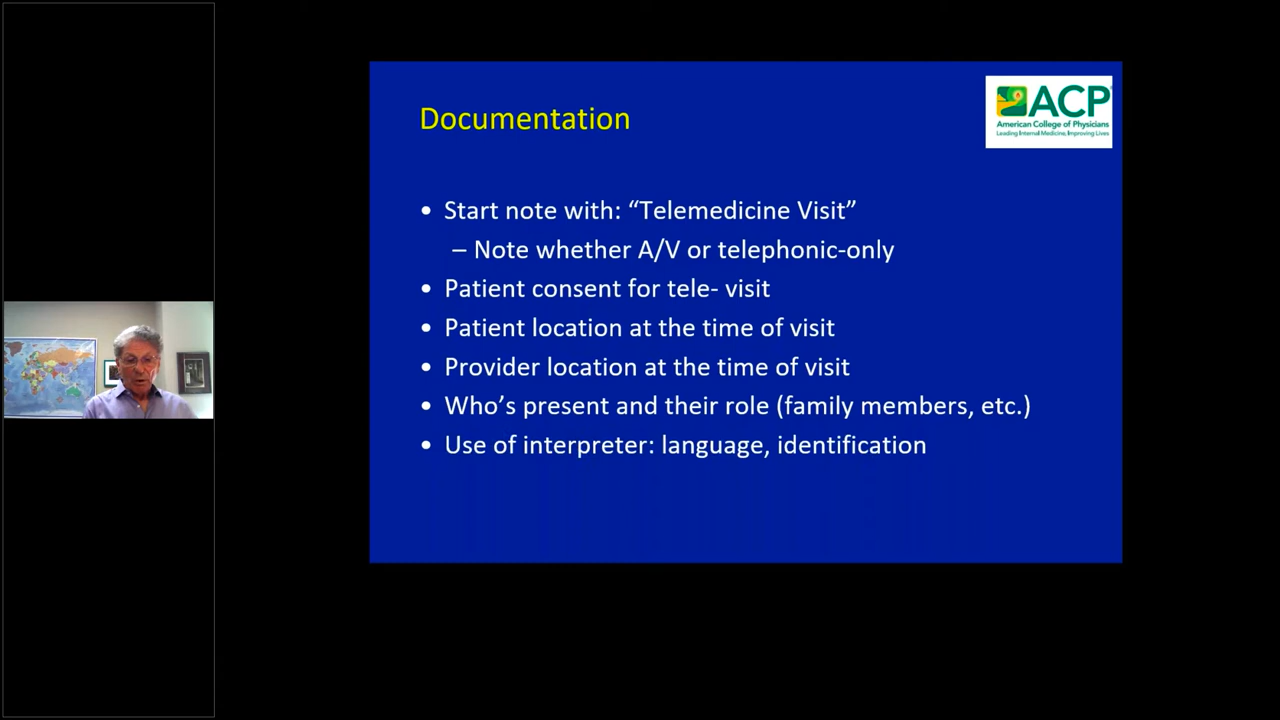 Documentation
ACP
American College of Physicians
Leading Internal Medicine, Improving Lives
• Start note with: “Telemedicine Visit”
– Note whether A/V or telephonic-only
• Patient consent for tele- visit
• Patient location at the time of visit
• Provider location at the time of visit
• Who’s present and their role (family members, etc.)
• Use of interpreter: language, identification